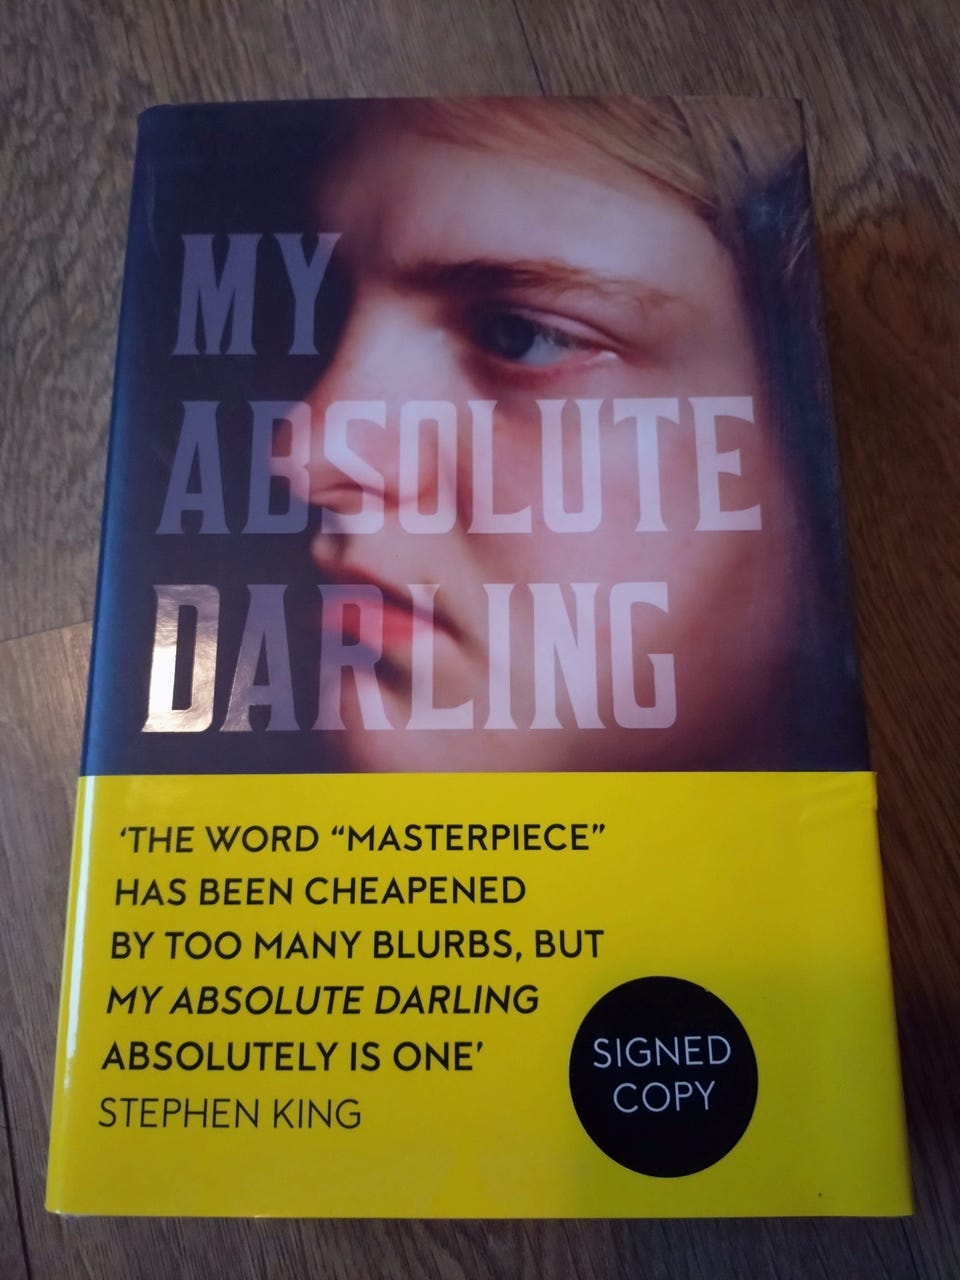 MY
ABSOLUTE
DARLING
‘THE WORD “MASTERPIECE”
HAS BEEN CHEAPENED
BY TOO MANY BLURBS, BUT
MY ABSOLUTE DARLING
ABSOLUTELY IS ONE’
STEPHEN KING
SIGNED
COPY